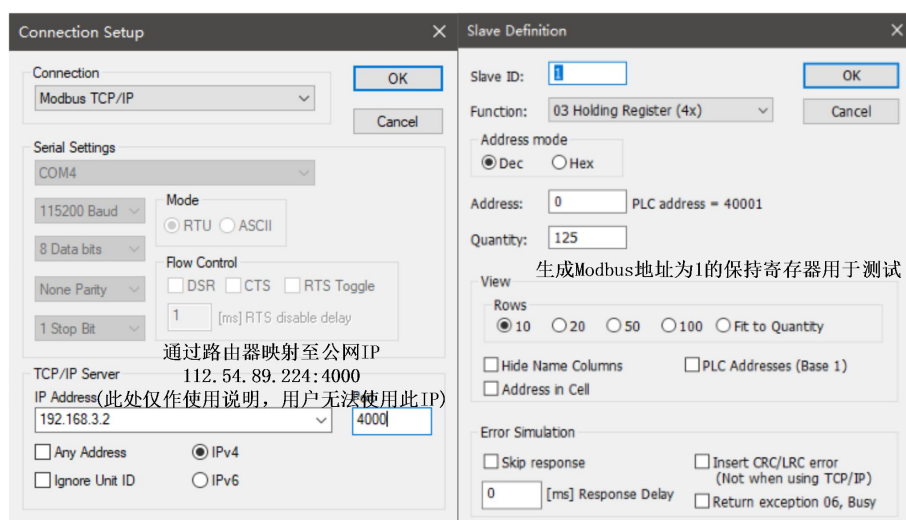 Connection Setup
Connection
OK
Modbus TCP/IP
Cancel
Serial Settings
COM4
115200 Baud
Mode
RTU
ASCII
8 Data bits
Flow Control
None Parity
DSR
CTS
RTS Toggle
1
[ms] RTS disable delay
1 Stop Bit
通过路由器映射至公网IP
TCP/IP Server
112.54.89.224:4000
IP Address
(此处仅作使用说明，用户无法使用此IP)
192.168.3.2
4000
Any Address
IPv4
Ignore Unit ID
IPv6
Slave Definition
Slave ID:
1
OK
Function:
03 Holding Register (4x)
Cancel
Address mode
Dec
Hex
Address:
0
PLC address = 40001
Quantity:
125
生成Modbus地址为1的保持寄存器用于测试
View
Rows
10
20
50
100
Fit to Quantity
Hide Name Columns
PLC Addresses (Base 1)
Address in Cell
Error Simulation
Skip response
Insert CRC/LRC error
(Not when using TCP/IP)
0
[ms] Response Delay
Return exception 06, Busy